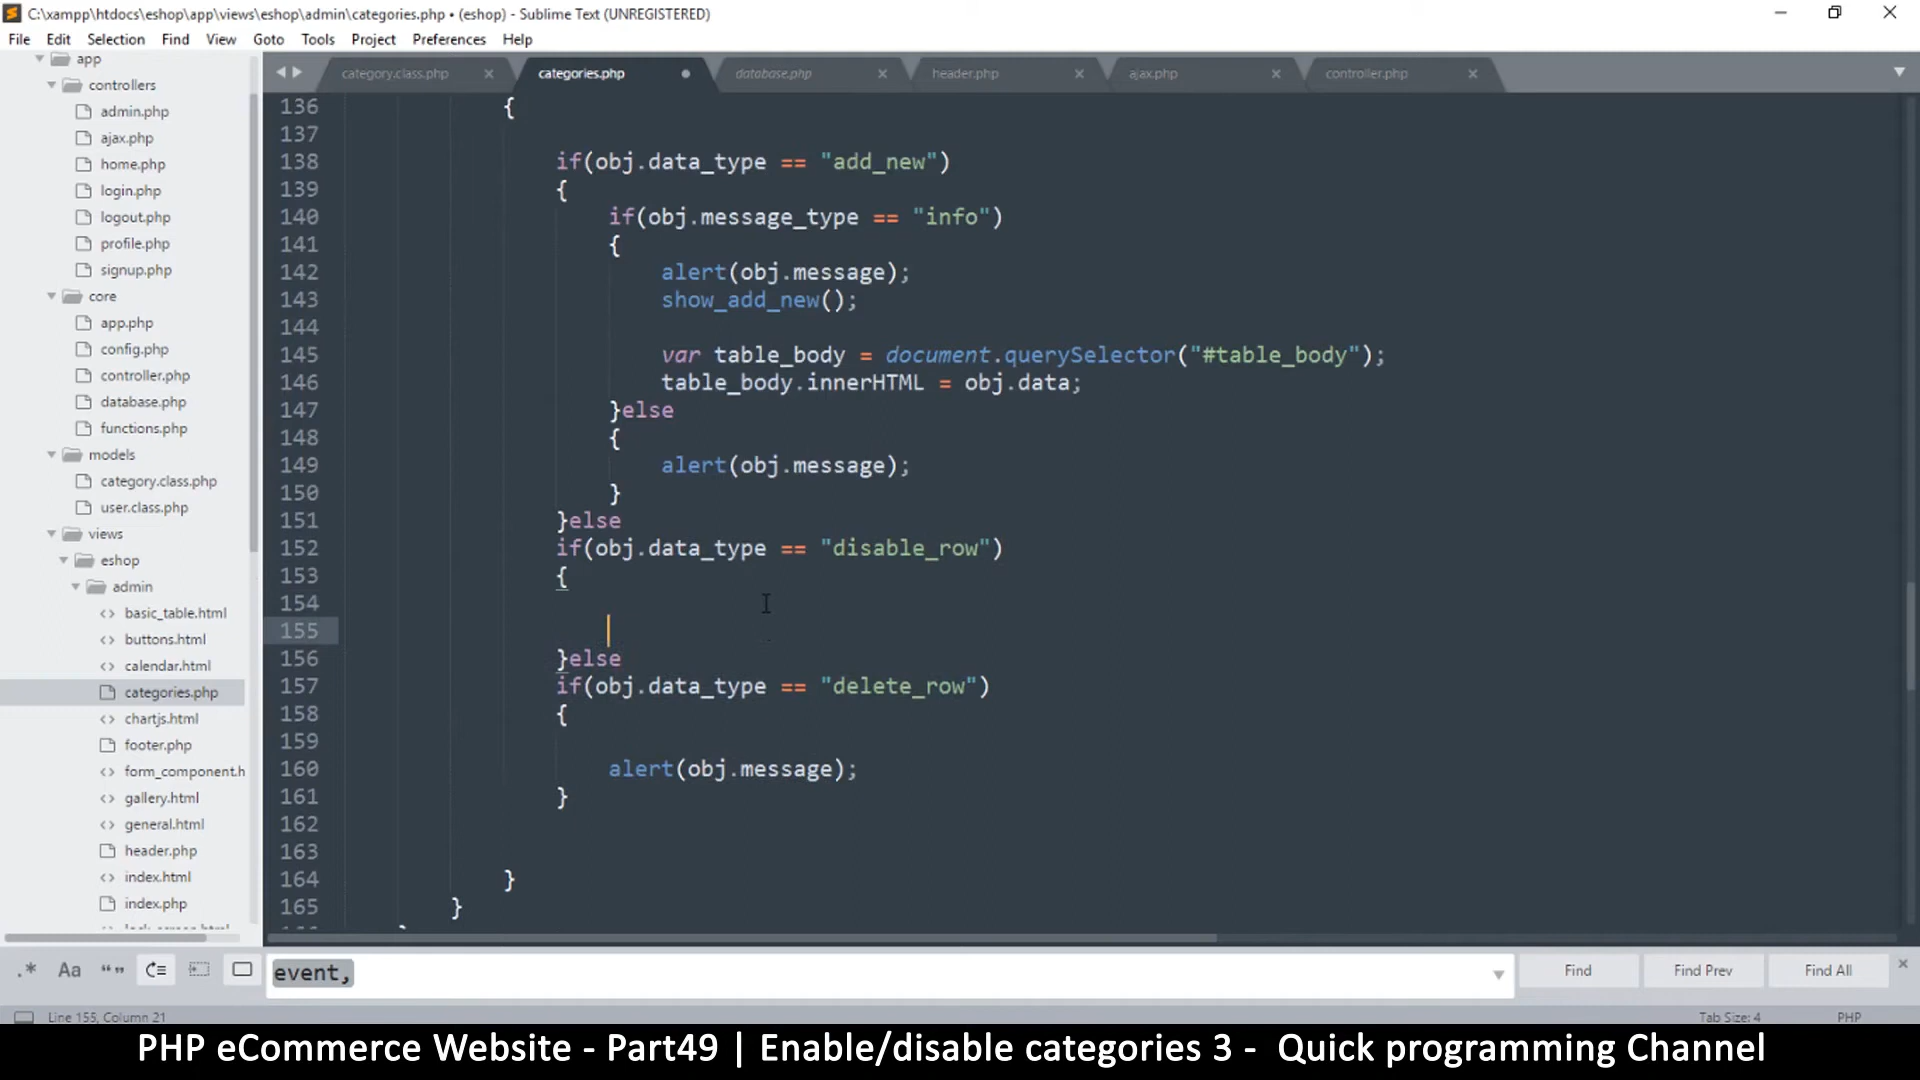 C:\xampp\htdocs\eshop\app\views\eshop\admin\categories.php • (eshop) - Sublime Text (UNREGISTERED)
File Edit Selection Find View Goto Tools Project Preferences Help
app
controllers
admin.php
ajax.php
home.php
login.php
logout.php
profile.php
signup.php
core
app.php
config.php
controller.php
database.php
functions.php
models
category.class.php
user.class.php
views
eshop
admin
basic_table.html
buttons.html
calendar.html
categories.php
chartjs.html
footer.php
form_component.h
gallery.html
general.html
header.php
index.html
index.php
lock_screen.html
category.class.php categories.php database.php header.php ajax.php controller.php
136 {
137
138 if(obj.data_type == "add_new")
139 {
140 if(obj.message_type == "info")
141 {
142 alert(obj.message);
143 show_add_new();
144
145 var table_body = document.querySelector("#table_body");
146 table_body.innerHTML = obj.data;
147 }else
148 {
149 alert(obj.message);
150 }
151 }else
152 if(obj.data_type == "disable_row")
153 {
154
155
156 }else
157 if(obj.data_type == "delete_row")
158 {
159
160 alert(obj.message);
161 }
162
163
164 }
165 }
.* Aa “” event, Find Find Prev Find All
Line 155, Column 21 Tab Size: 4 PHP
PHP eCommerce Website - Part49 | Enable/disable categories 3 - Quick programming Channel